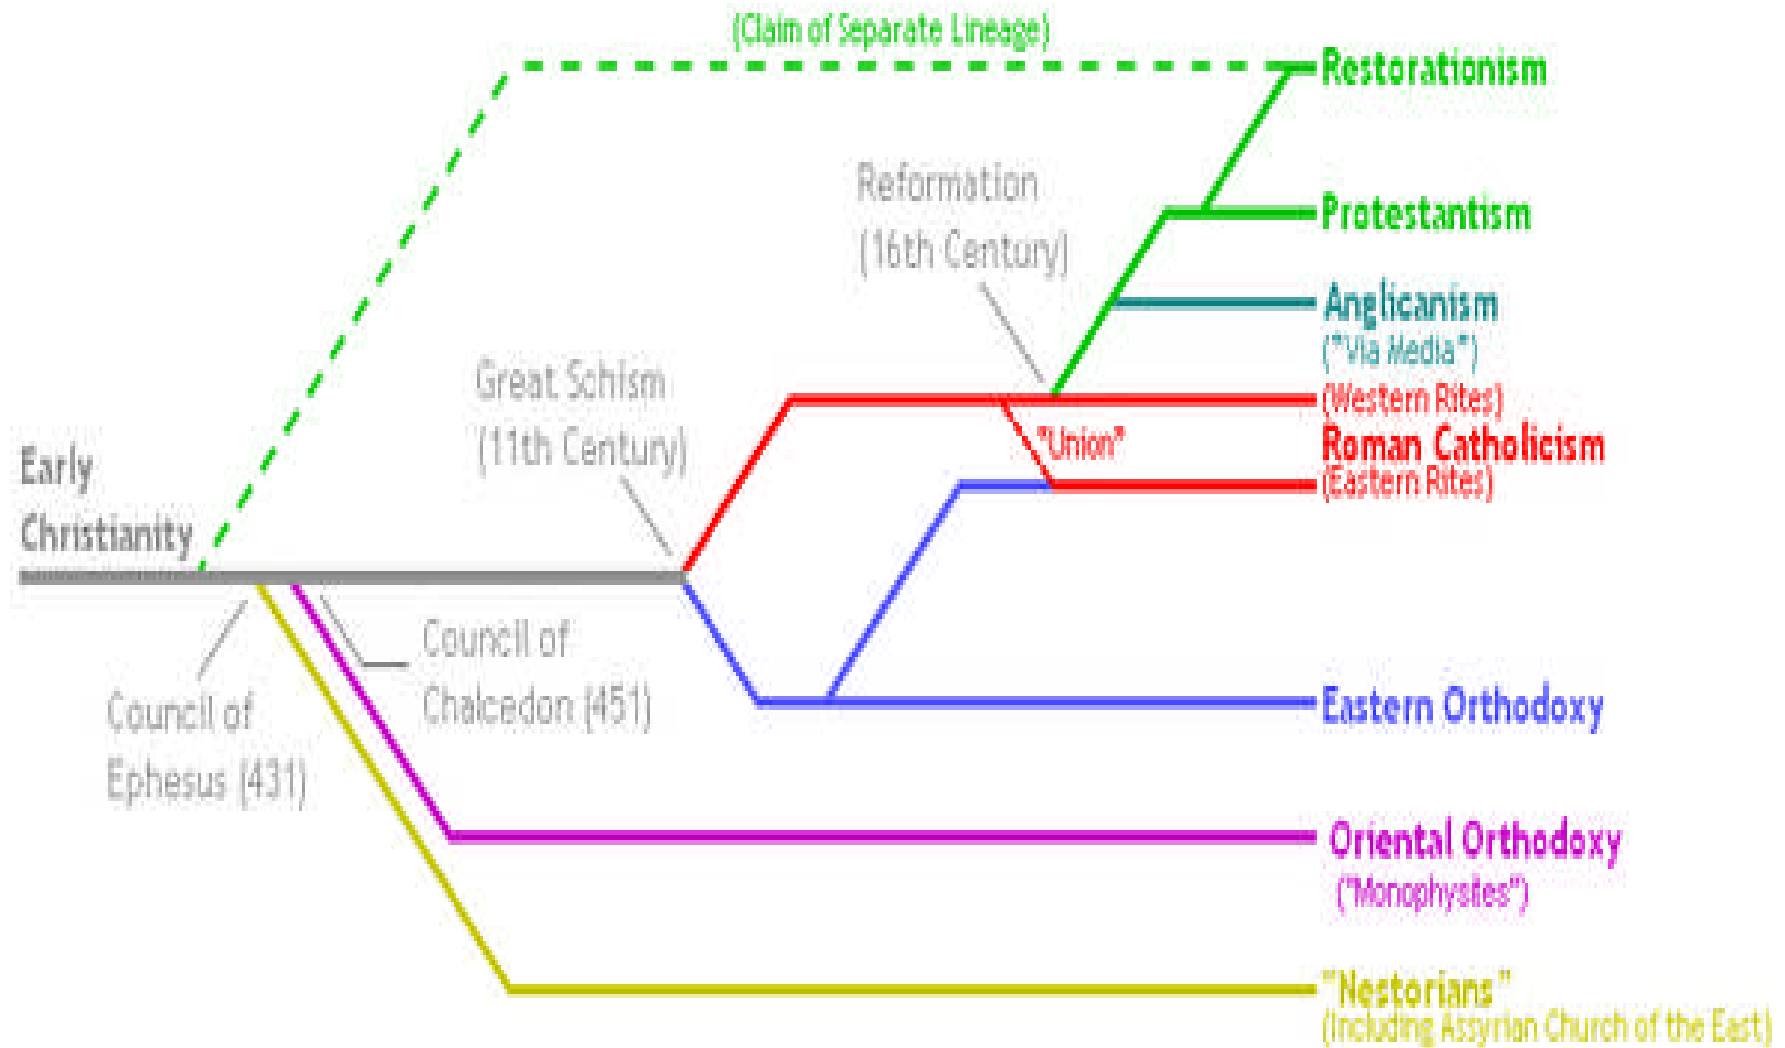 (Claim of Separate Lineage)
Restorationism
Reformation
(16th Century)
Protestantism
Anglicanism
("Via Media")
Great Schism
(11th Century)
(Western Rites)
"Union"
Roman Catholicism
(Eastern Rites)
Early
Christianity
Council of
Chalcedon (451)
Council of
Ephesus (431)
Eastern Orthodoxy
Oriental Orthodoxy
("Monophysites")
"Nestorians"
(Including Assyrian Church of the East)